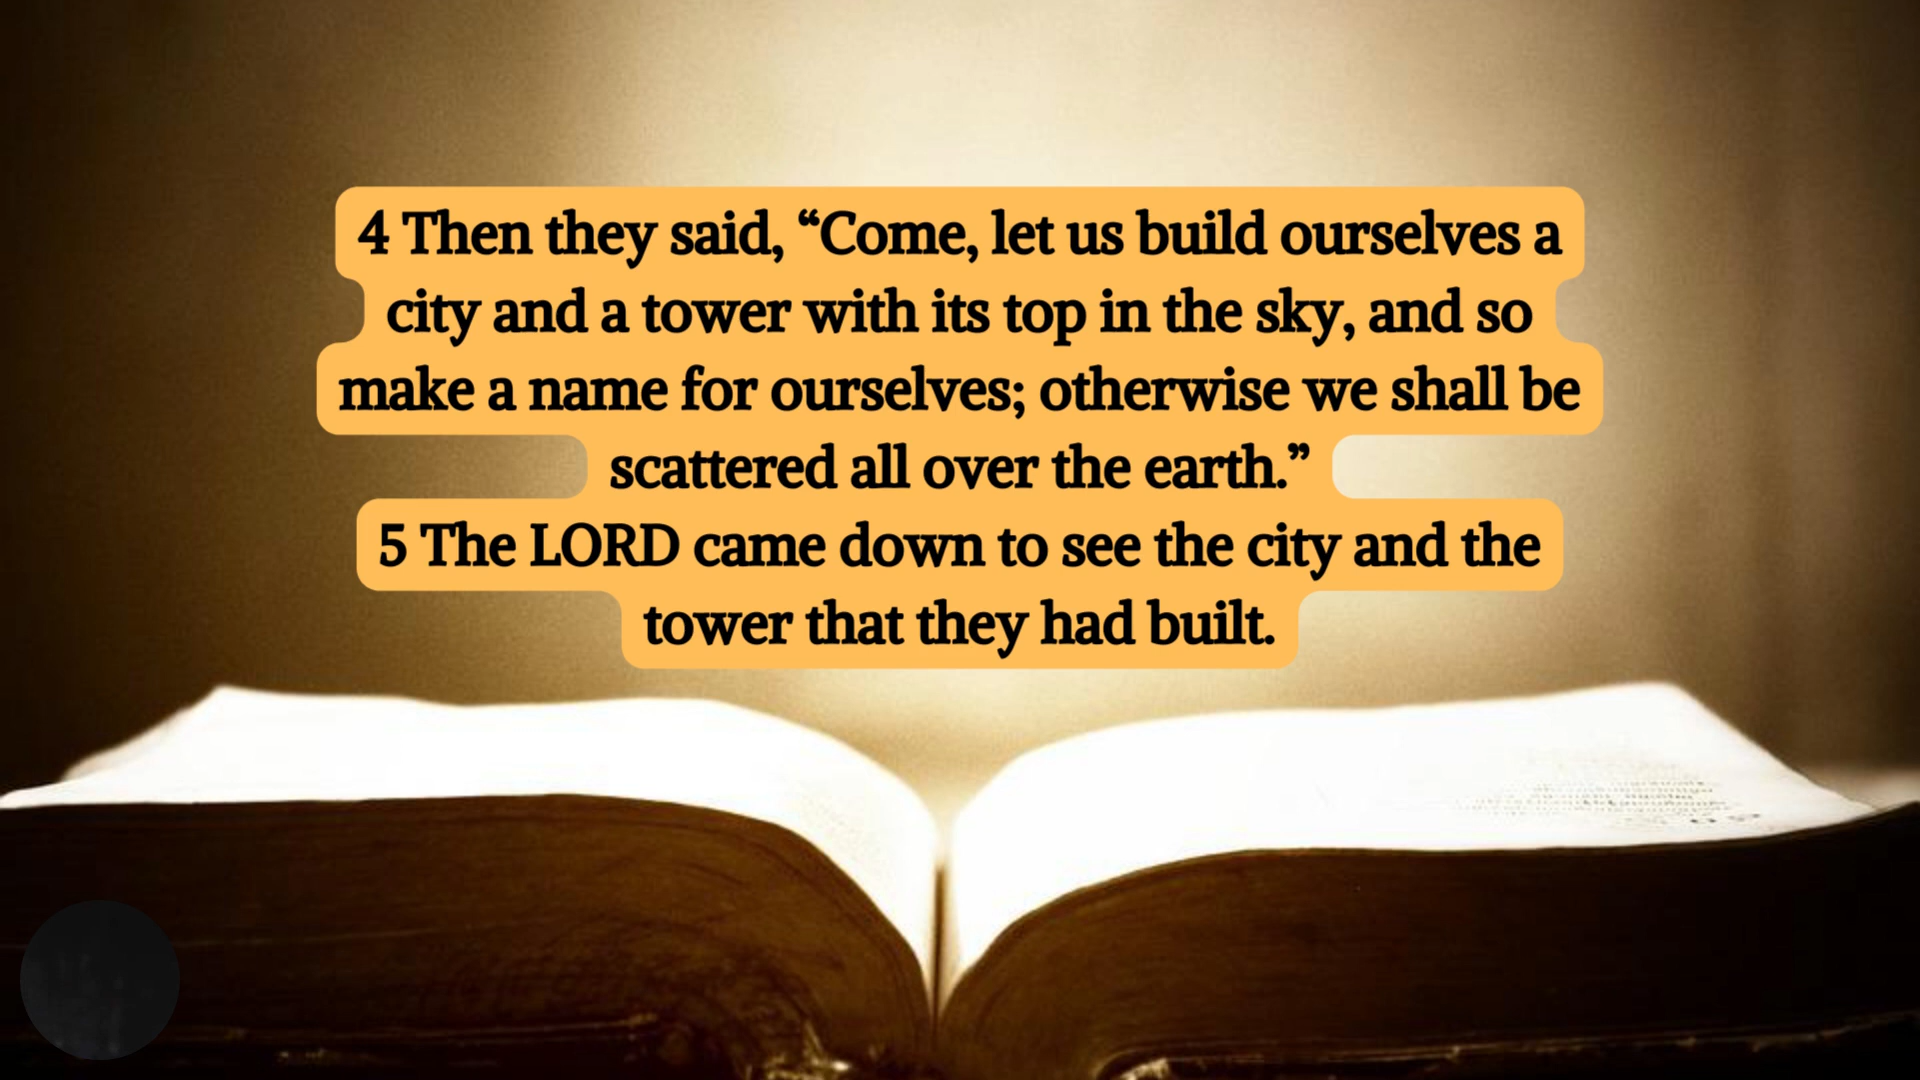 4 Then they said, “Come, let us build ourselves a
city and a tower with its top in the sky, and so
make a name for ourselves; otherwise we shall be
scattered all over the earth.”
5 The LORD came down to see the city and the
tower that they had built.